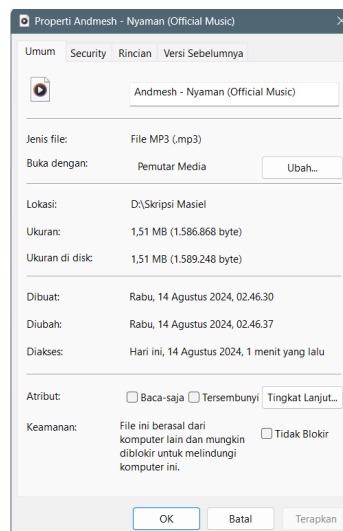 Properti Andmesh - Nyaman (Official Music)
Umum Security Rincian Versi Sebelumnya
Andmesh - Nyaman (Official Music)
Jenis file: File MP3 (.mp3)
Buka dengan: Pemutar Media Ubah...
Lokasi: D:\Skripsi Masiel
Ukuran: 1,51 MB (1.586.868 byte)
Ukuran di disk: 1,51 MB (1.589.248 byte)
Dibuat: Rabu, 14 Agustus 2024, 02.46.30
Diubah: Rabu, 14 Agustus 2024, 02.46.37
Diakses: Hari ini, 14 Agustus 2024, 1 menit yang lalu
Atribut: Baca-saja Tersembunyi Tingkat Lanjut...
Keamanan: File ini berasal dari
komputer lain dan mungkin
diblokir untuk melindungi
komputer ini.
Tidak Blokir
OK Batal Terapkan